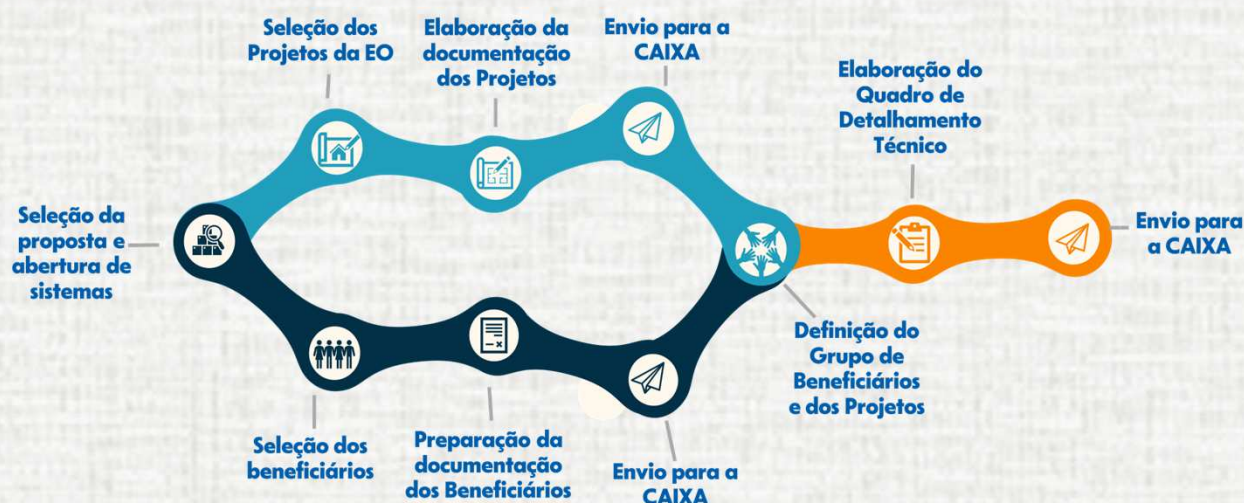 Seleção dos
Projetos da EO
Elaboração da
documentação
dos Projetos
Envio para a
CAIXA
Elaboração do
Quadro de
Detalhamento
Técnico
Seleção da
proposta e
abertura de
sistemas
Envio para
a CAIXA
Definição do
Grupo de
Beneficiários
e dos Projetos
Seleção dos
beneficiários
Preparação da
documentação
dos Beneficiários
Envio para a
CAIXA